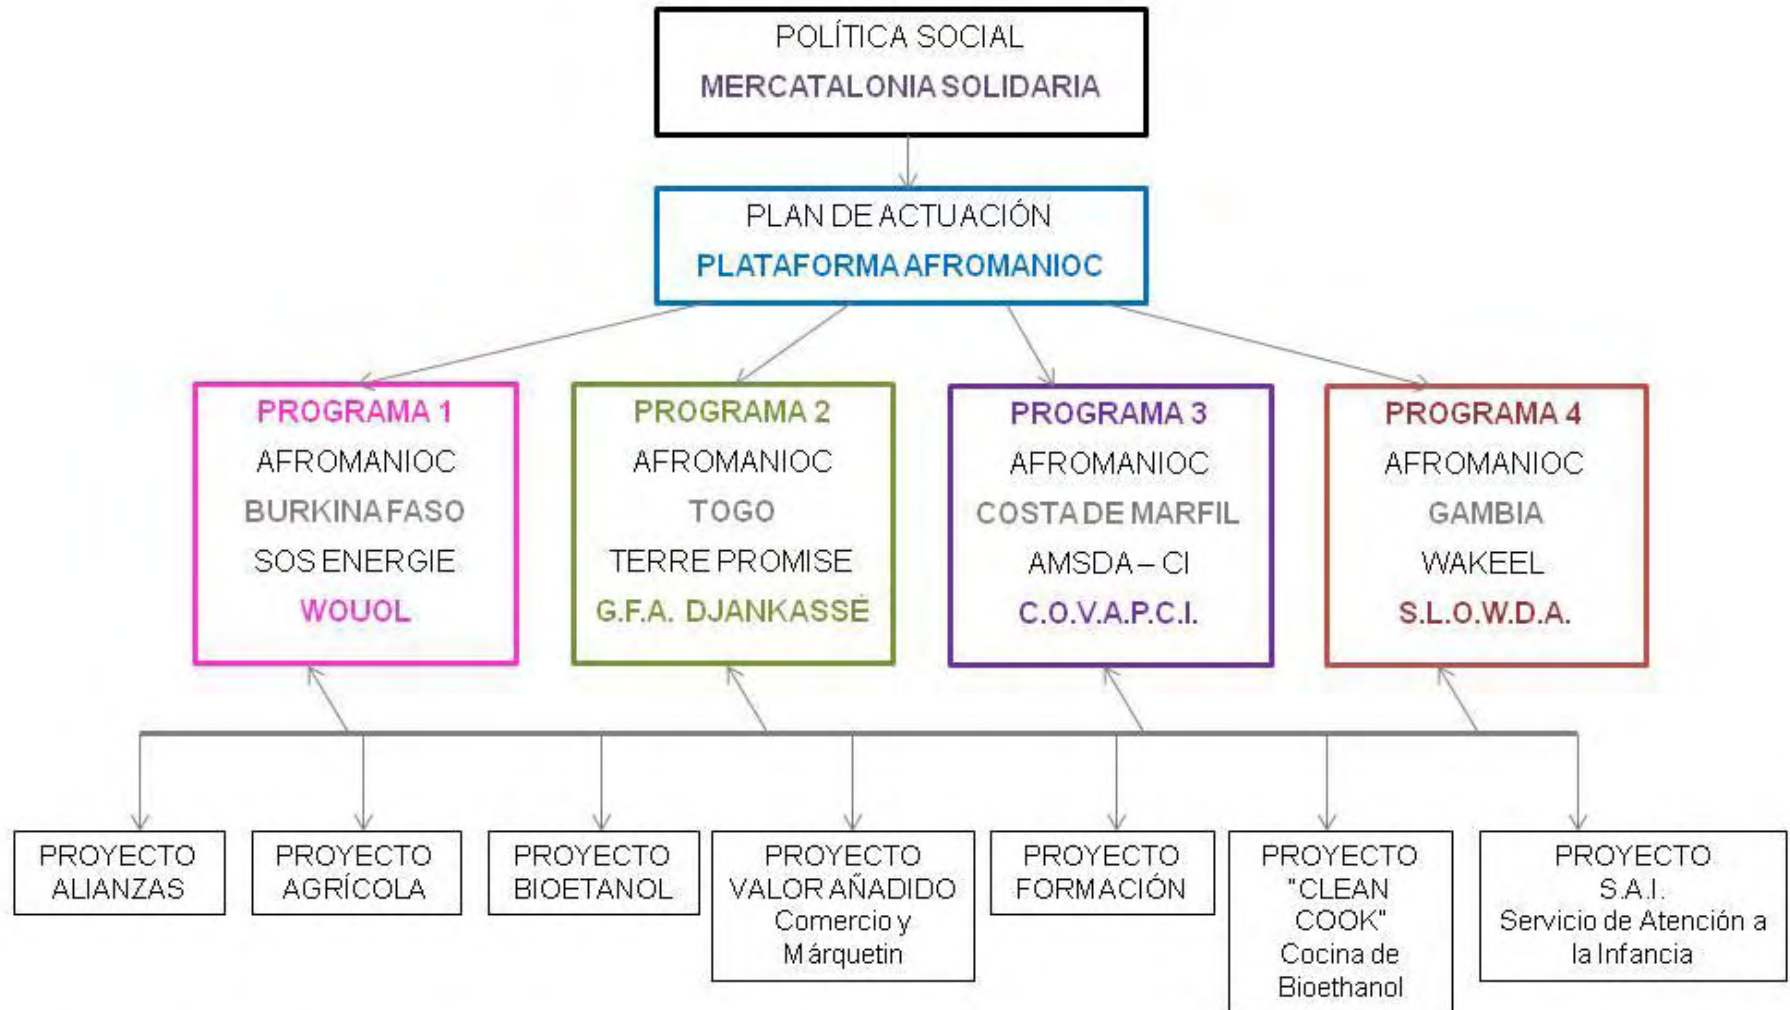 POLÍTICA SOCIAL
MERCATALONIA SOLIDARIA
PLAN DE ACTUACIÓN
PLATAFORMA AFROMANIOC
PROGRAMA 1
AFROMANIOC
BURKINA FASO
SOS ENERGIE
WOUOL
PROGRAMA 2
AFROMANIOC
TOGO
TERRE PROMISE
G.F.A. DJANKASSÉ
PROGRAMA 3
AFROMANIOC
COSTA DE MARFIL
AMSDA – CI
C.O.V.A.P.C.I.
PROGRAMA 4
AFROMANIOC
GAMBIA
WAKEEL
S.L.O.W.D.A.
PROYECTO
ALIANZAS
PROYECTO
AGRÍCOLA
PROYECTO
BIOETANOL
PROYECTO
VALOR AÑADIDO
Comercio y
Márquetin
PROYECTO
FORMACIÓN
PROYECTO
"CLEAN
COOK"
Cocina de
Bioethanol
PROYECTO
S.A.I.
Servicio de Atención a
la Infancia